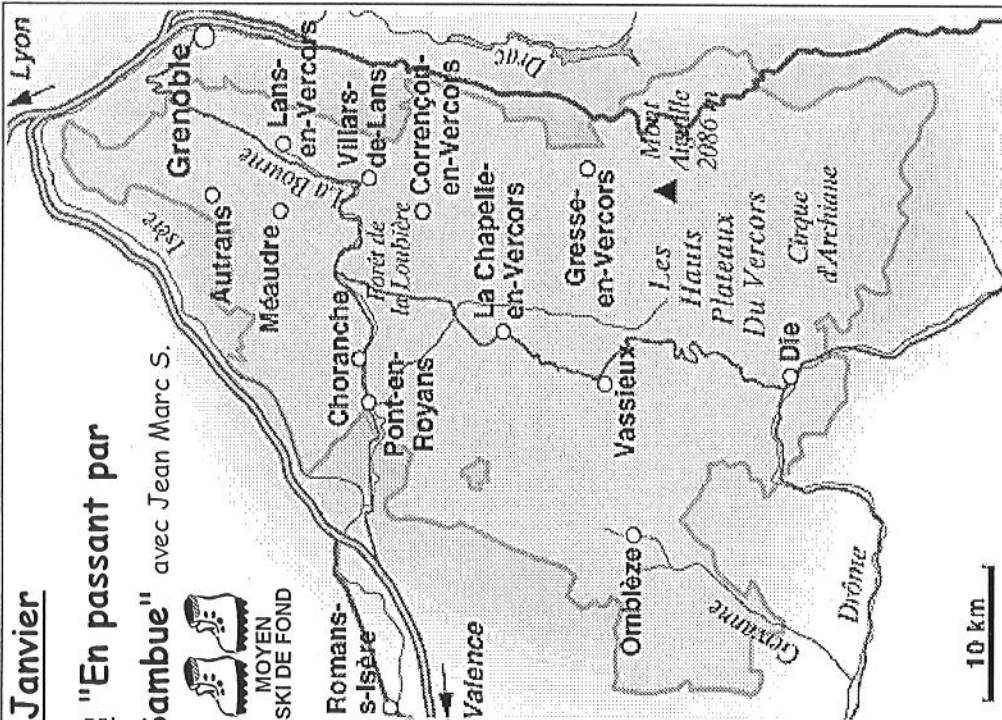 Janvier
"En passant par
Sambue" avec Jean Marc S.
MOYEN
SKI DE FOND
Lyon
Grenoble
Isère
Autrans
Méaudre
Lans-
en-Vercors
La Bourne
Villars-
de-Lans
Drac
Corrençon-
en-Vercors
Forêt de
la Loubière
Choranche
Pont-en-
Royans
Romans-
s-Isère
Valence
La Chapelle-
en-Vercors
Gresse-
en-Vercors
Mont
Aiguille
2086 m
Les
Hauts
Plateaux
Du Vercors
Vassieux
Cirque
d'Archiane
Die
Omblèze
Gervanne
Drôme
10 km